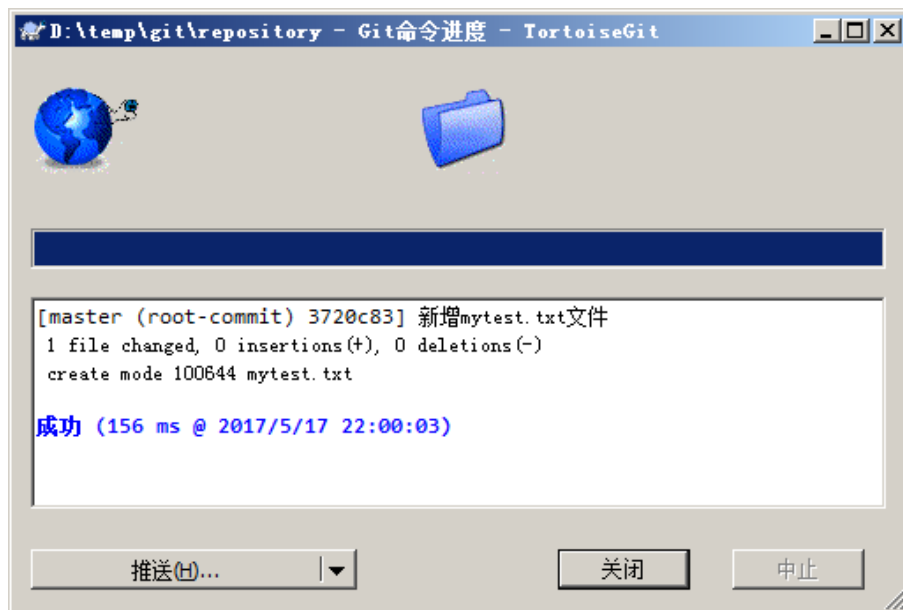 D:\temp\git\repository - Git命令进度 - TortoiseGit
[master (root-commit) 3720c83] 新增mytest.txt文件
1 file changed, 0 insertions(+), 0 deletions(-)
create mode 100644 mytest.txt
成功 (156 ms @ 2017/5/17 22:00:03)
推送(H)...
关闭
中止